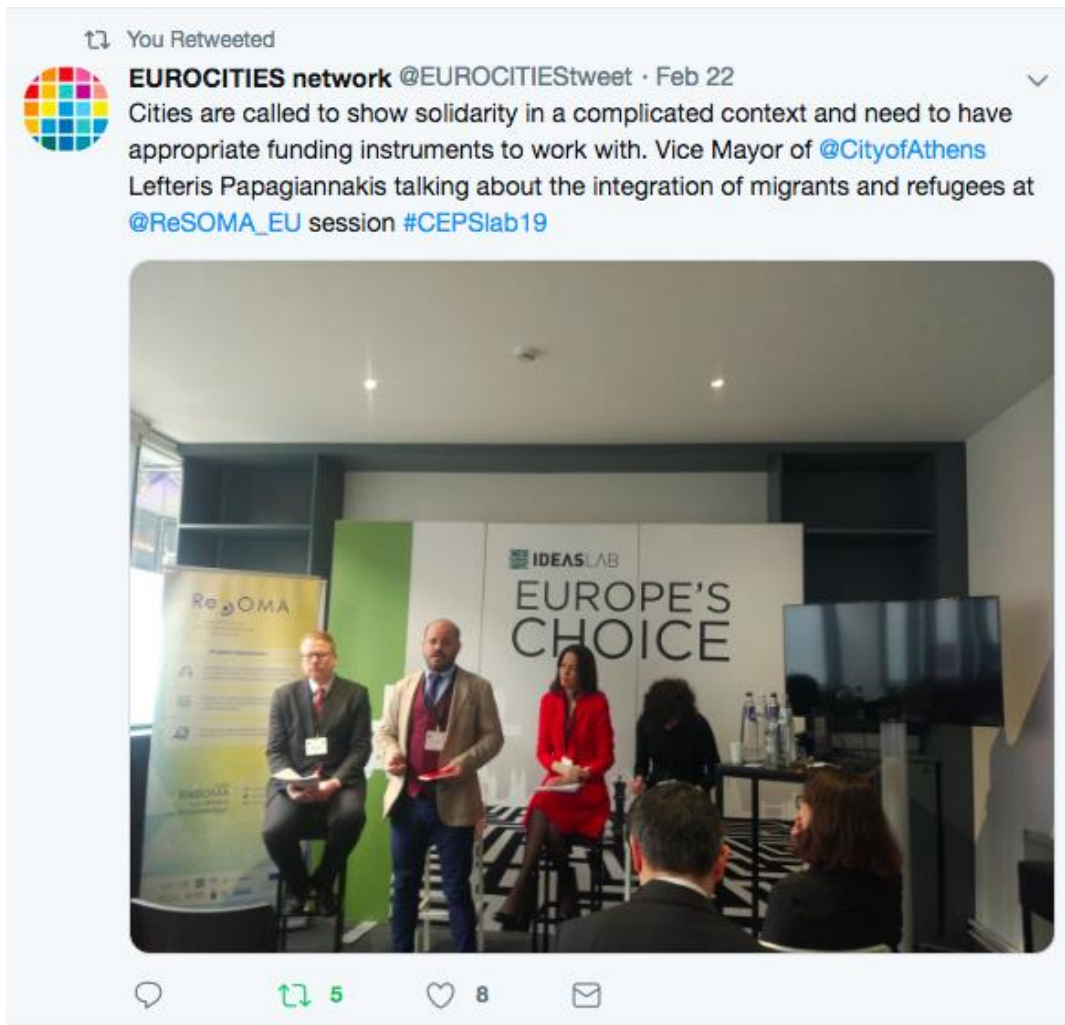 You Retweeted
EUROCITIES network @EUROCITIEStweet · Feb 22
Cities are called to show solidarity in a complicated context and need to have
appropriate funding instruments to work with. Vice Mayor of @CityofAthens
Lefteris Papagiannakis talking about the integration of migrants and refugees at
@ReSOMA_EU session #CEPSlab19
IDEASLAB
EUROPE'S
CHOICE
ReSOMA
5 8